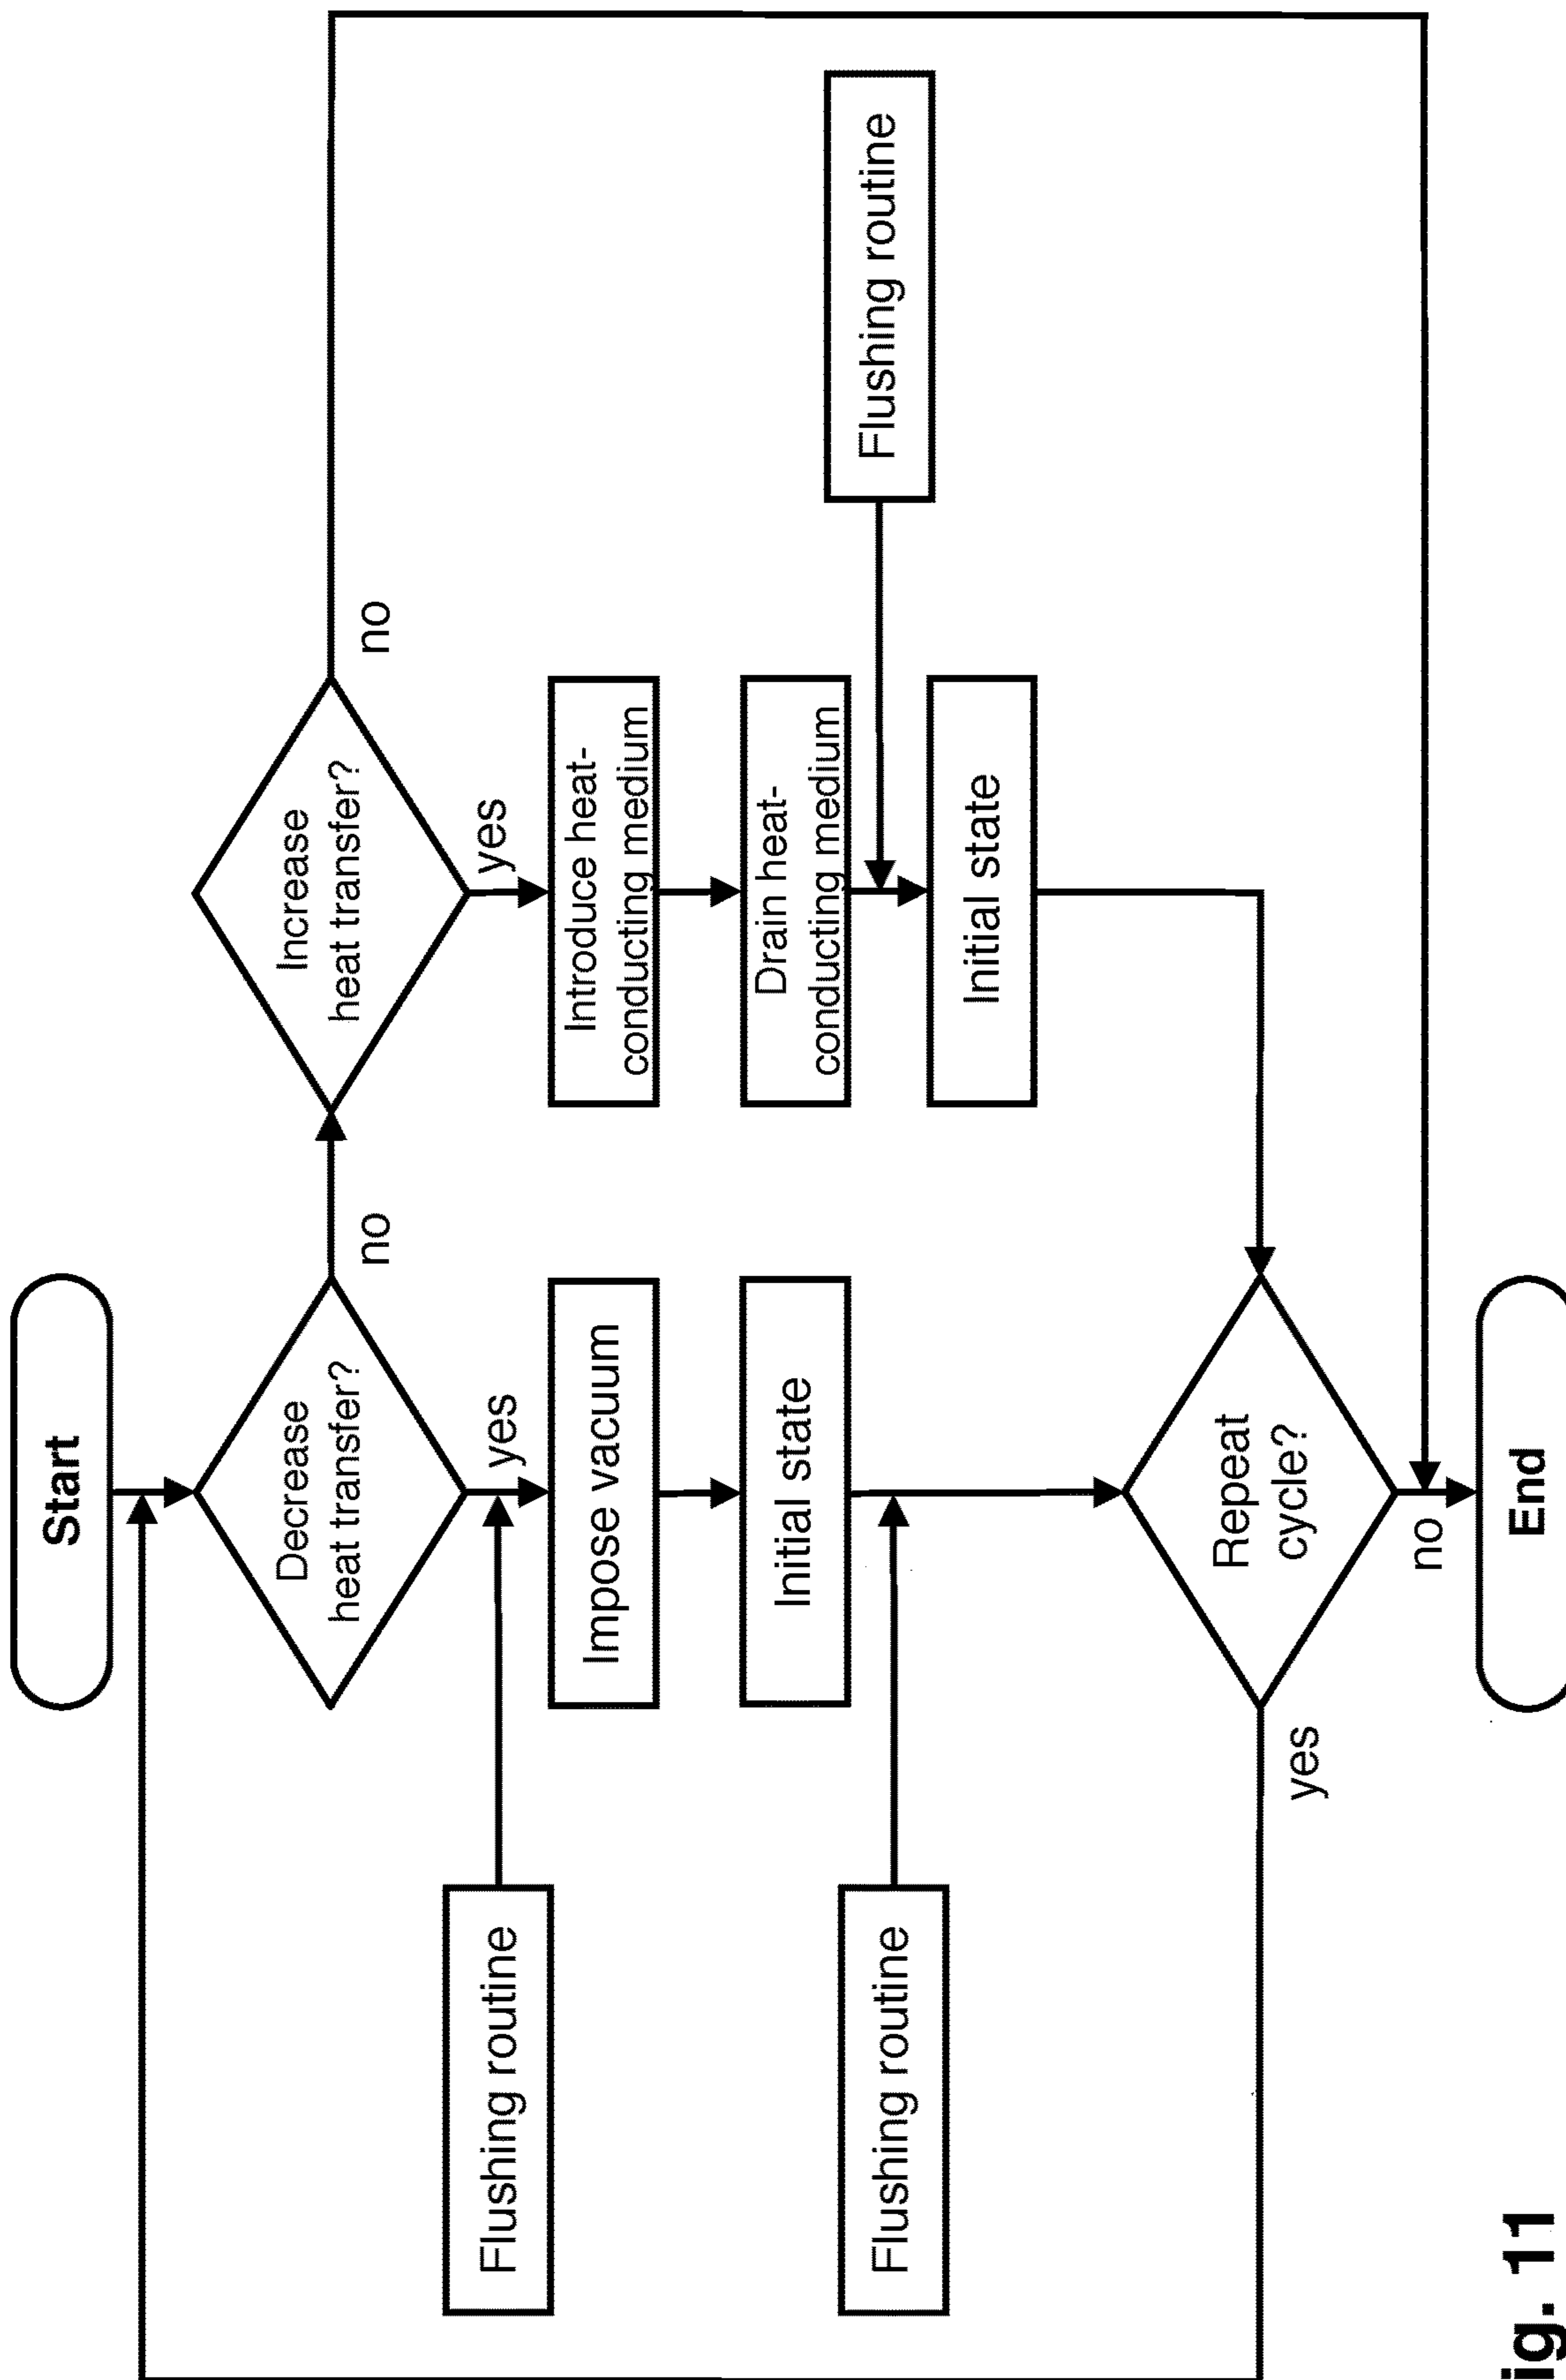 Start
Decrease
heat transfer?
no
Increase
heat transfer?
no
yes
yes
Flushing routine
Impose vacuum
Introduce heat-
conducting medium
Initial state
Drain heat-
conducting medium
Flushing routine
Flushing routine
Initial state
Repeat
cycle?
yes
no
End
ig. 11